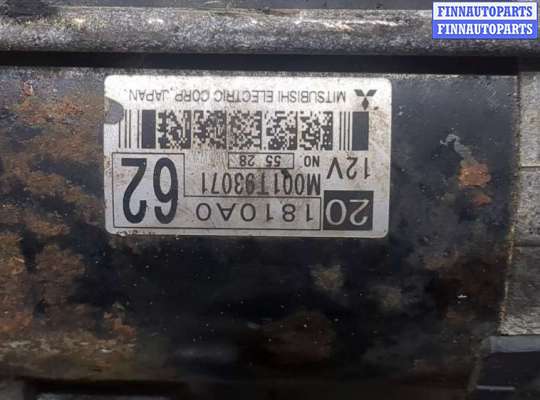 FINNAUTOPARTS
FINNAUTOPARTS
20 1810A0 62
M001T93071
12V NO 55 28
MITSUBISHI ELECTRIC CORP. JAPAN.